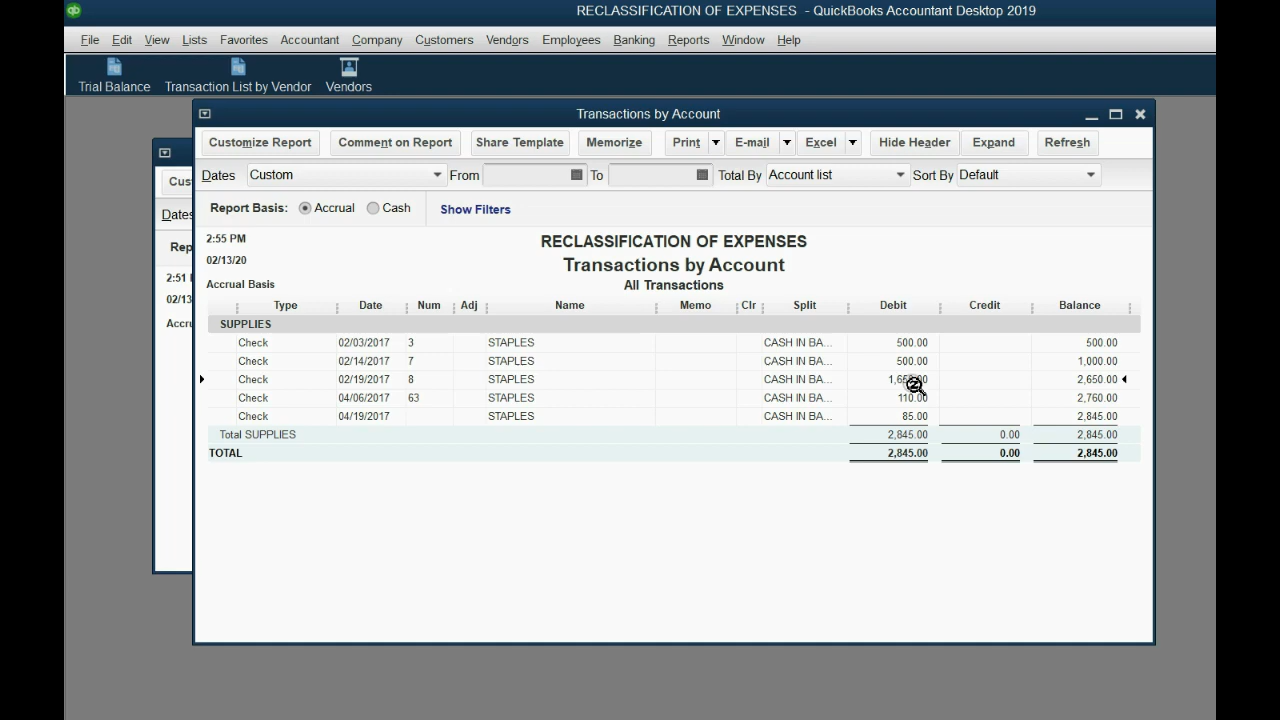 RECLASSIFICATION OF EXPENSES - QuickBooks Accountant Desktop 2019
File Edit View Lists Favorites Accountant Company Customers Vendors Employees Banking Reports Window Help
Trial Balance Transaction List by Vendor Vendors
Transactions by Account
Customize Report Comment on Report Share Template Memorize Print E-mail Excel Hide Header Expand Refresh
Cus
Dates Custom From To Total By Account list Sort By Default
Dates
Report Basis: Accrual Cash Show Filters
Rep
2:55 PM RECLASSIFICATION OF EXPENSES
02/13/20 Transactions by Account
2:51
Accrual Basis All Transactions
02/13
Type Date Num Adj Name Memo Clr Split Debit Credit Balance
Accru
SUPPLIES
Check 02/03/2017 3 STAPLES CASH IN BA... 500.00 500.00
Check 02/14/2017 7 STAPLES CASH IN BA... 500.00 1,000.00
Check 02/19/2017 8 STAPLES CASH IN BA... 2,650.00
Check 04/06/2017 63 STAPLES CASH IN BA... 110.00 2,760.00
Check 04/19/2017 STAPLES CASH IN BA... 85.00 2,845.00
Total SUPPLIES 2,845.00 0.00 2,845.00
TOTAL 2,845.00 0.00 2,845.00